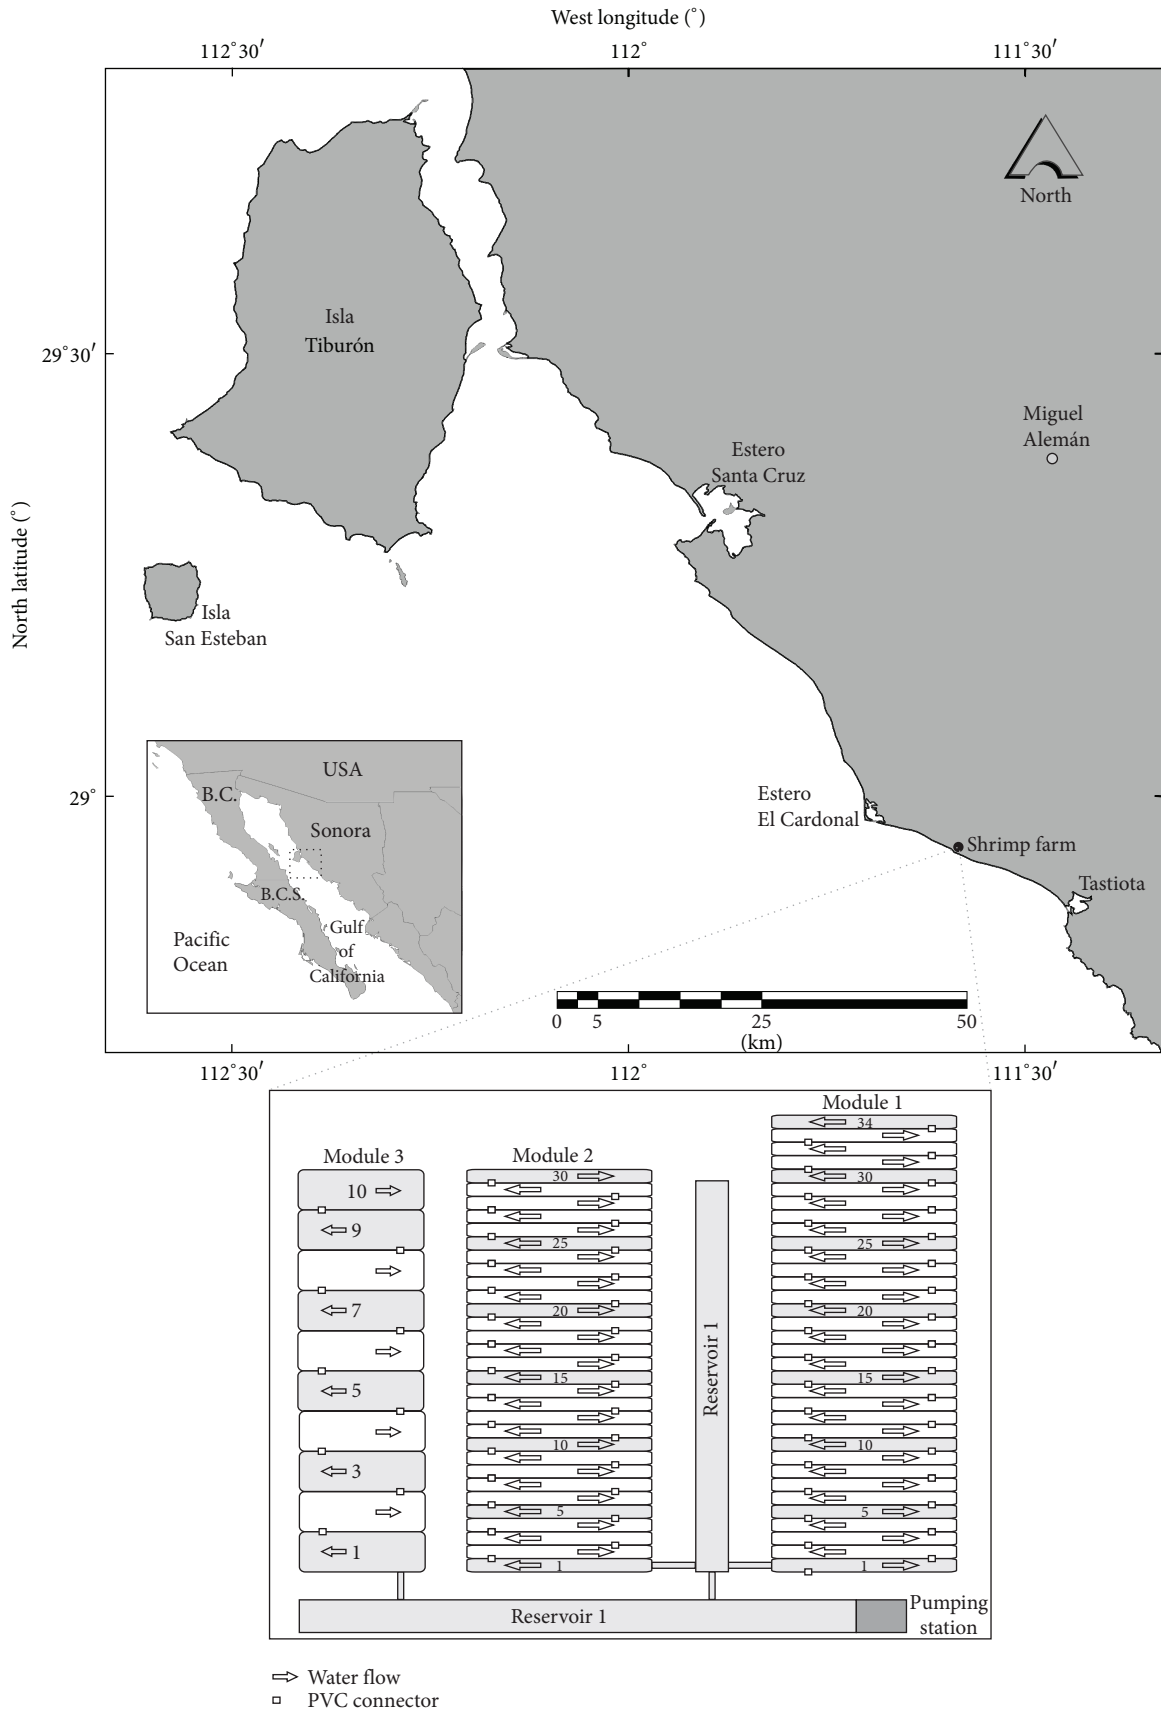 West longitude (°)
112°30′
112°
111°30′
North
Isla
Tiburón
29°30′
Miguel
Alemán
Estero
Santa Cruz
North latitude (°)
Isla
San Esteban
USA
B.C.
Sonora
B.C.S.
Gulf
of
California
Pacific
Ocean
29°
Estero
El Cardonal
Shrimp farm
Tastiota
0 5 25 50
(km)
112°30′
112°
111°30′
Module 3
10
9
7
5
3
1
Module 2
30
25
20
15
10
5
1
Reservoir 1
Module 1
34
30
25
20
15
10
5
1
Reservoir 1
Pumping
station
Water flow
PVC connector